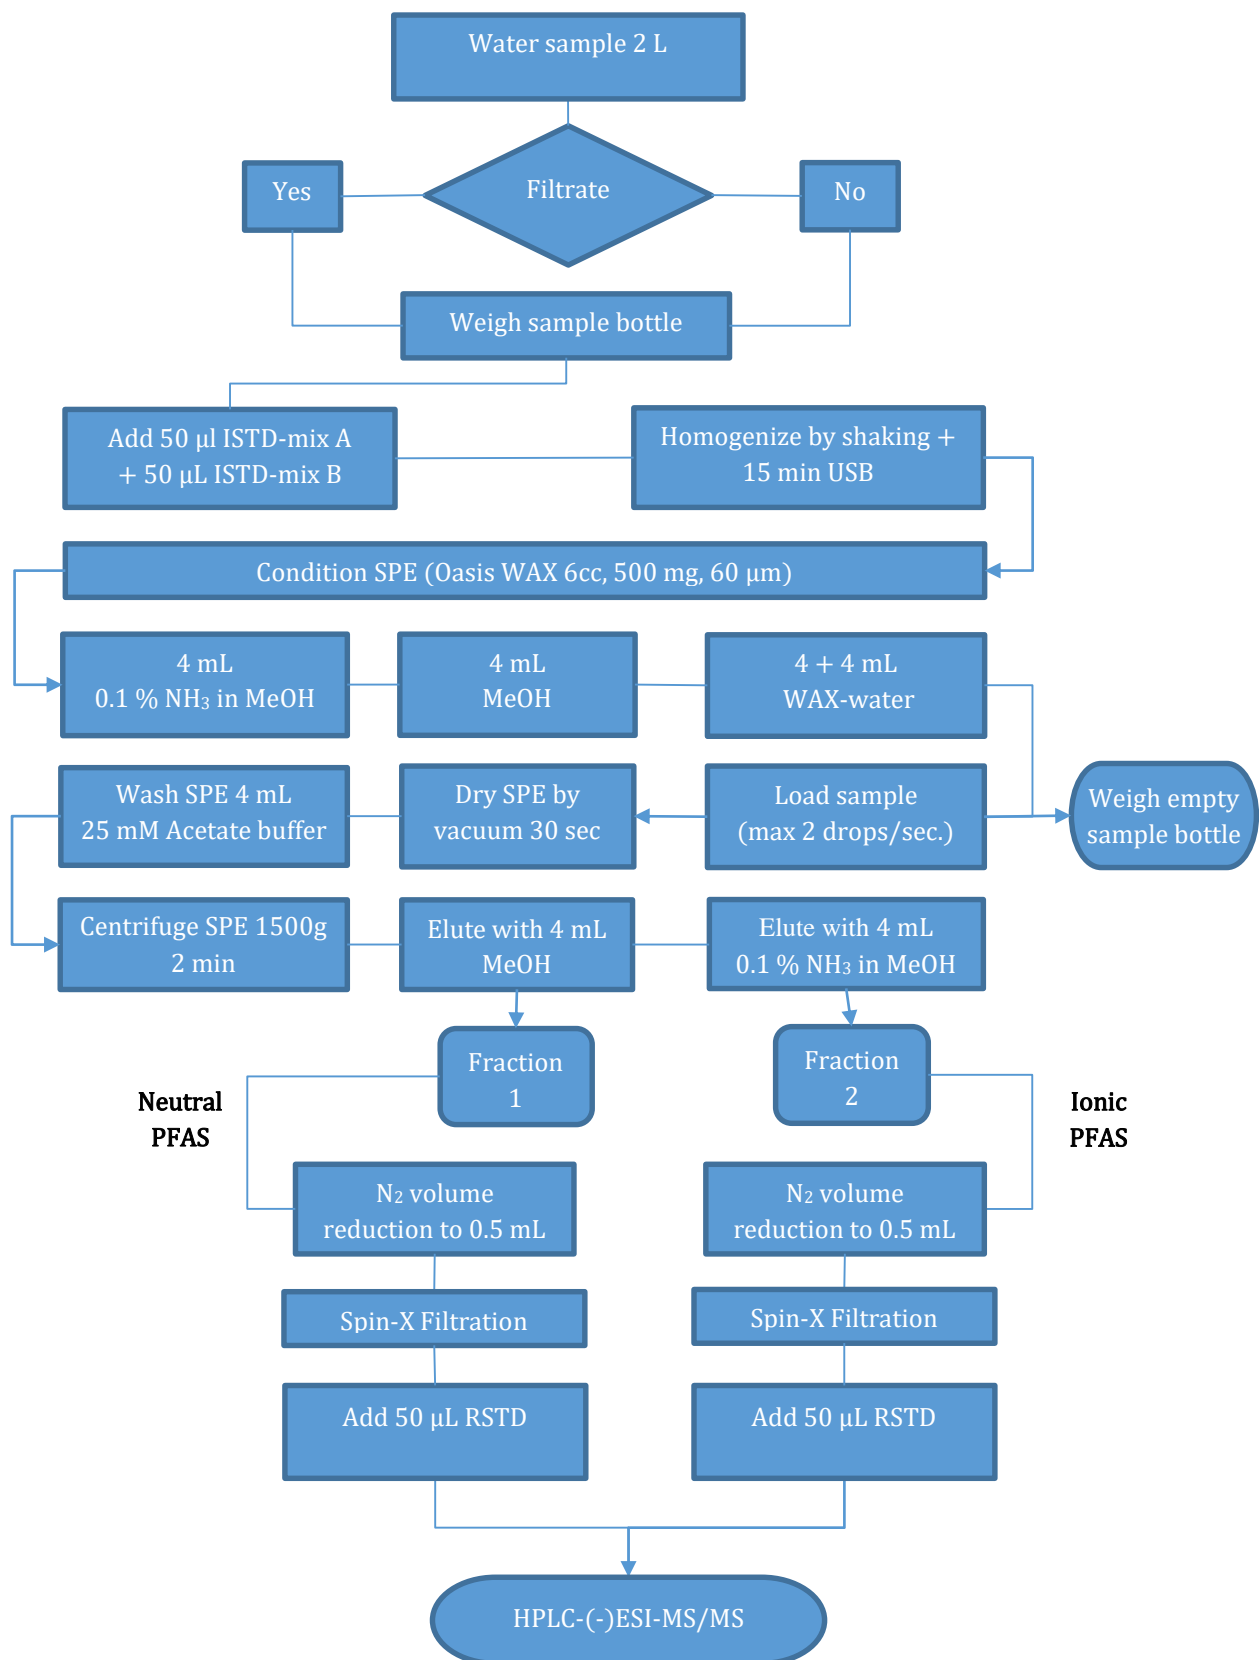 Water sample 2 L
Filtrate
Yes
No
Weigh sample bottle
Add 50 µl ISTD-mix A
+ 50 µL ISTD-mix B
Homogenize by shaking +
15 min USB
Condition SPE (Oasis WAX 6cc, 500 mg, 60 µm)
4 mL
0.1 % NH₃ in MeOH
4 mL
MeOH
4 + 4 mL
WAX-water
Wash SPE 4 mL
25 mM Acetate buffer
Dry SPE by
vacuum 30 sec
Load sample
(max 2 drops/sec.)
Weigh empty
sample bottle
Centrifuge SPE 1500g
2 min
Elute with 4 mL
MeOH
Elute with 4 mL
0.1 % NH₃ in MeOH
Fraction
1
Fraction
2
Neutral
PFAS
Ionic
PFAS
N₂ volume
reduction to 0.5 mL
N₂ volume
reduction to 0.5 mL
Spin-X Filtration
Spin-X Filtration
Add 50 µL RSTD
Add 50 µL RSTD
HPLC-(-)ESI-MS/MS